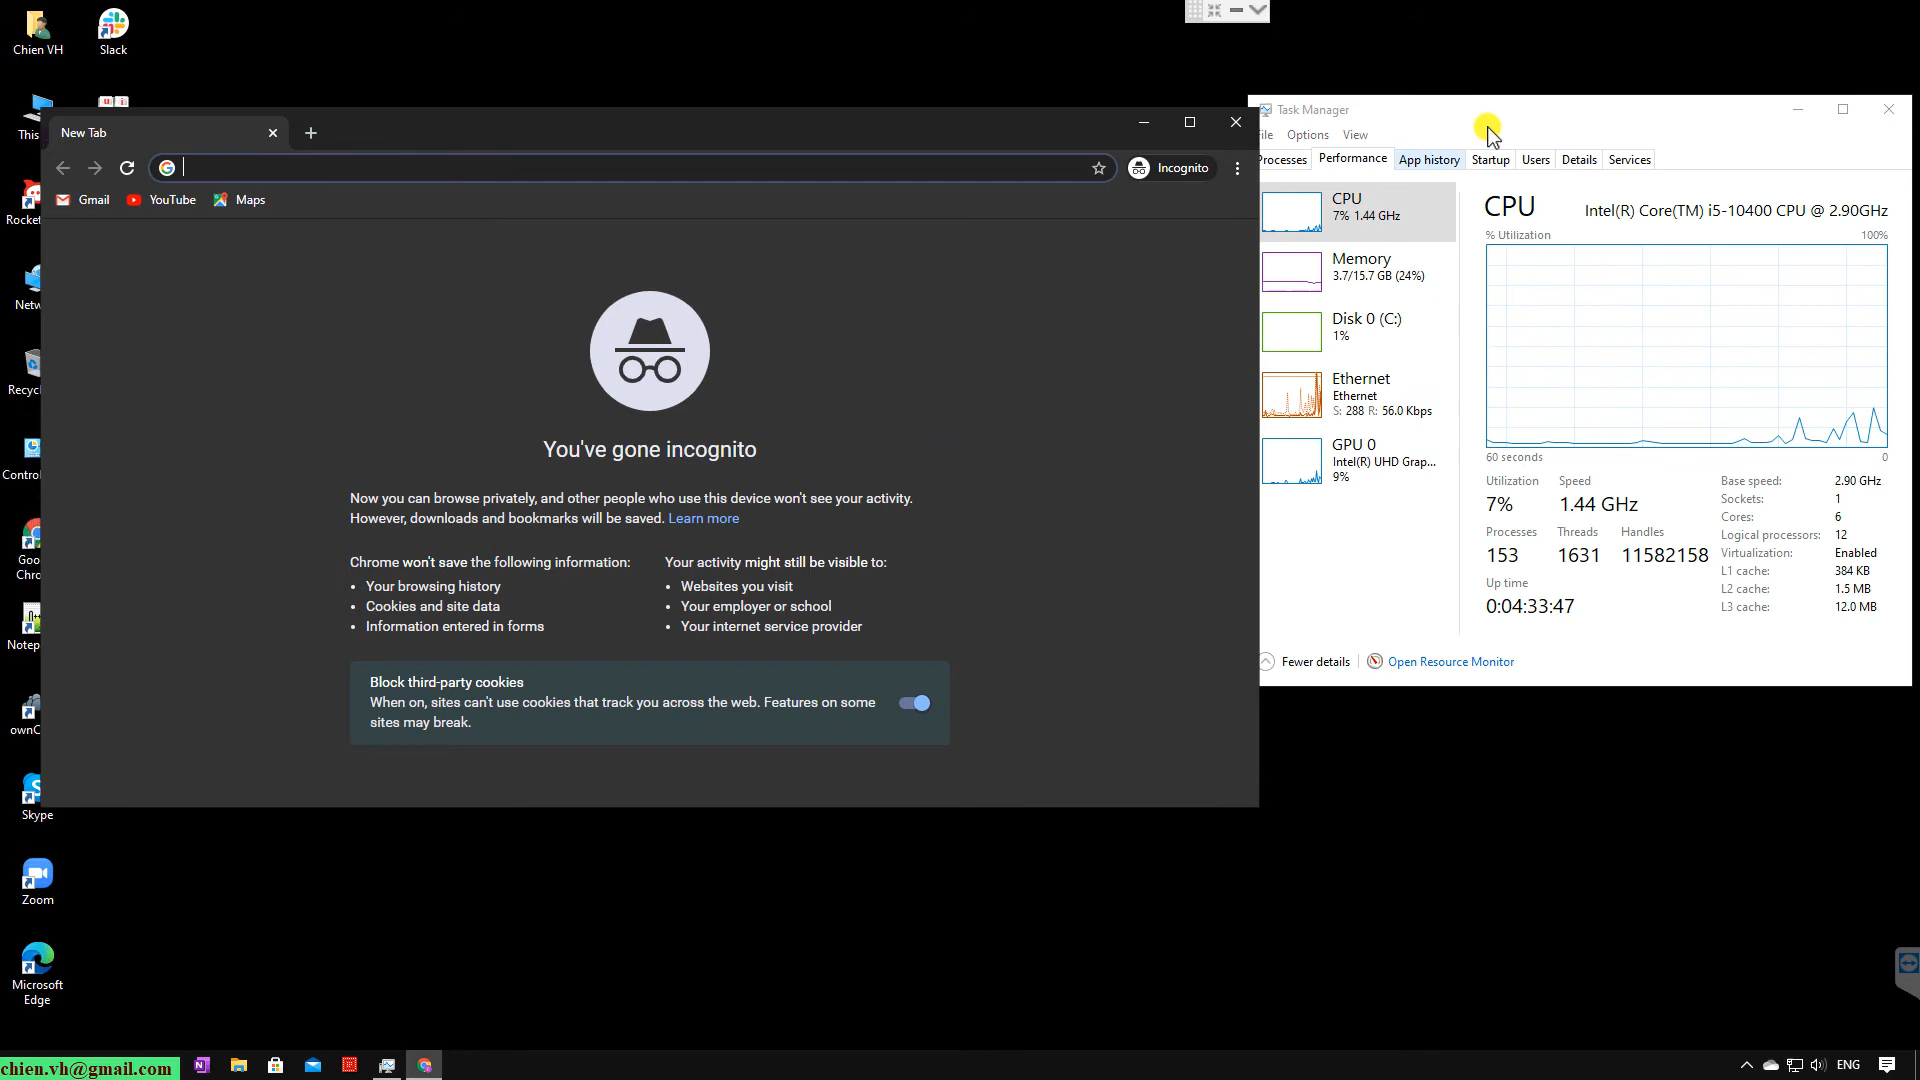 Chien VH
Slack
This
Rocket
Netw
Recyc
Contro
Goo
Chro
Notep
ownC
Skype
Zoom
Microsoft
Edge
New Tab
Incognito
Gmail
YouTube
Maps
You've gone incognito
Now you can browse privately, and other people who use this device won't see your activity.
However, downloads and bookmarks will be saved. Learn more
Chrome won't save the following information:
Your browsing history
Cookies and site data
Information entered in forms
Your activity might still be visible to:
Websites you visit
Your employer or school
Your internet service provider
Block third-party cookies
When on, sites can't use cookies that track you across the web. Features on some
sites may break.
Task Manager
ile Options View
Processes Performance App history Startup Users Details Services
CPU
7% 1.44 GHz
Memory
3.7/15.7 GB (24%)
Disk 0 (C:)
1%
Ethernet
Ethernet
S: 288 R: 56.0 Kbps
GPU 0
Intel(R) UHD Grap...
9%
CPU Intel(R) Core(TM) i5-10400 CPU @ 2.90GHz
% Utilization 100%
60 seconds 0
Utilization Speed
7% 1.44 GHz
Processes Threads Handles
153 1631 11582158
Up time
0:04:33:47
Base speed: 2.90 GHz
Sockets: 1
Cores: 6
Logical processors: 12
Virtualization: Enabled
L1 cache: 384 KB
L2 cache: 1.5 MB
L3 cache: 12.0 MB
Fewer details Open Resource Monitor
chien.vh@gmail.com
ENG